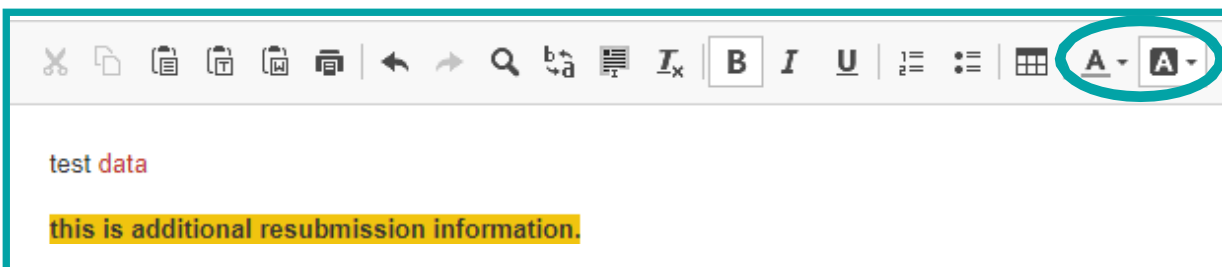 B I U A A
test data
this is additional resubmission information.